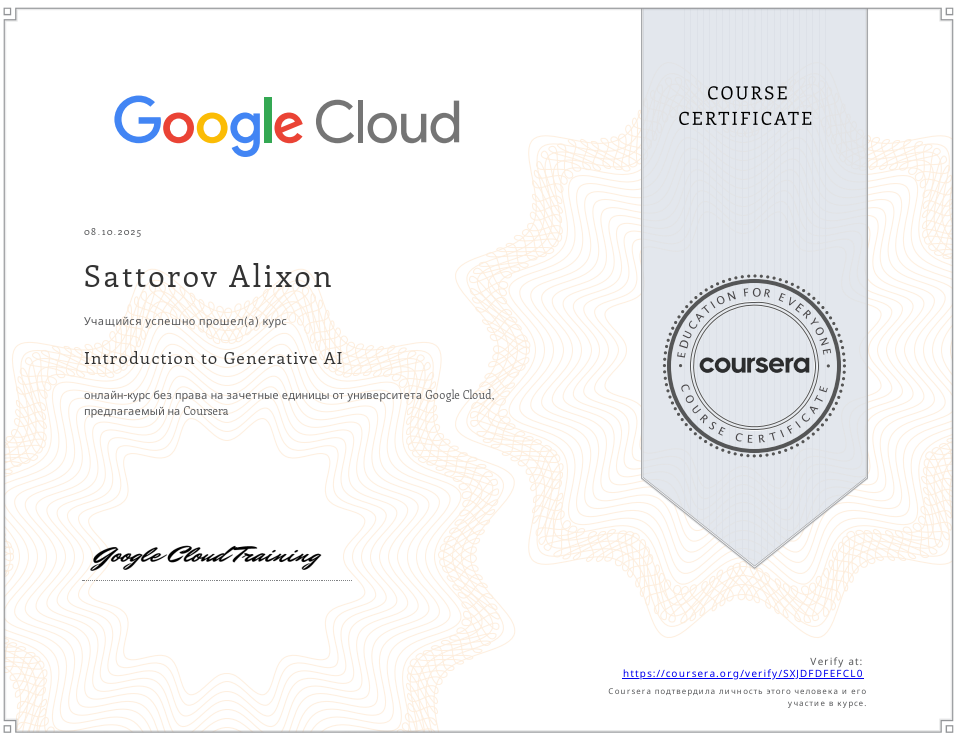 Google Cloud
COURSE
CERTIFICATE
08.10.2025
Sattorov Alixon
Учащийся успешно прошел(а) курс
Introduction to Generative AI
онлайн-курс без права на зачетные единицы от университета Google Cloud,
предлагаемый на Coursera
EDUCATION FOR EVERYONE
coursera
COURSE CERTIFICATE
Google Cloud Training
Verify at:
https://coursera.org/verify/SXJDFDFEFCL0
Coursera подтвердила личность этого человека и его
участие в курсе.